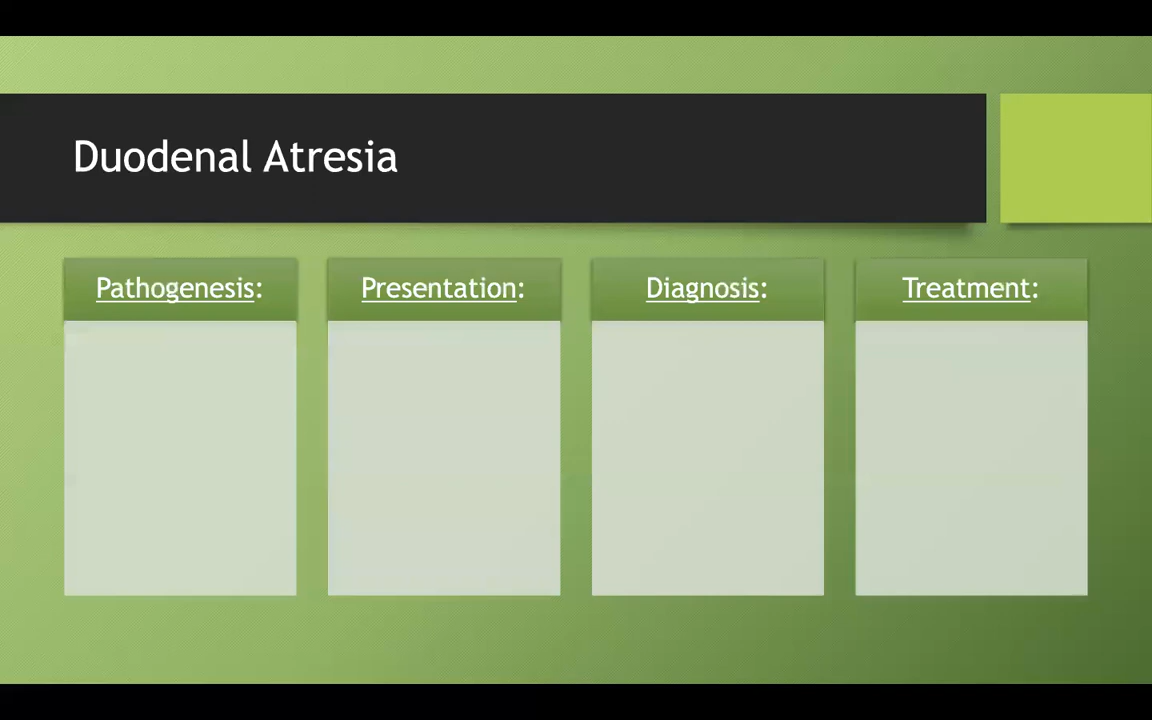 Duodenal Atresia
Pathogenesis:
Presentation:
Diagnosis:
Treatment: